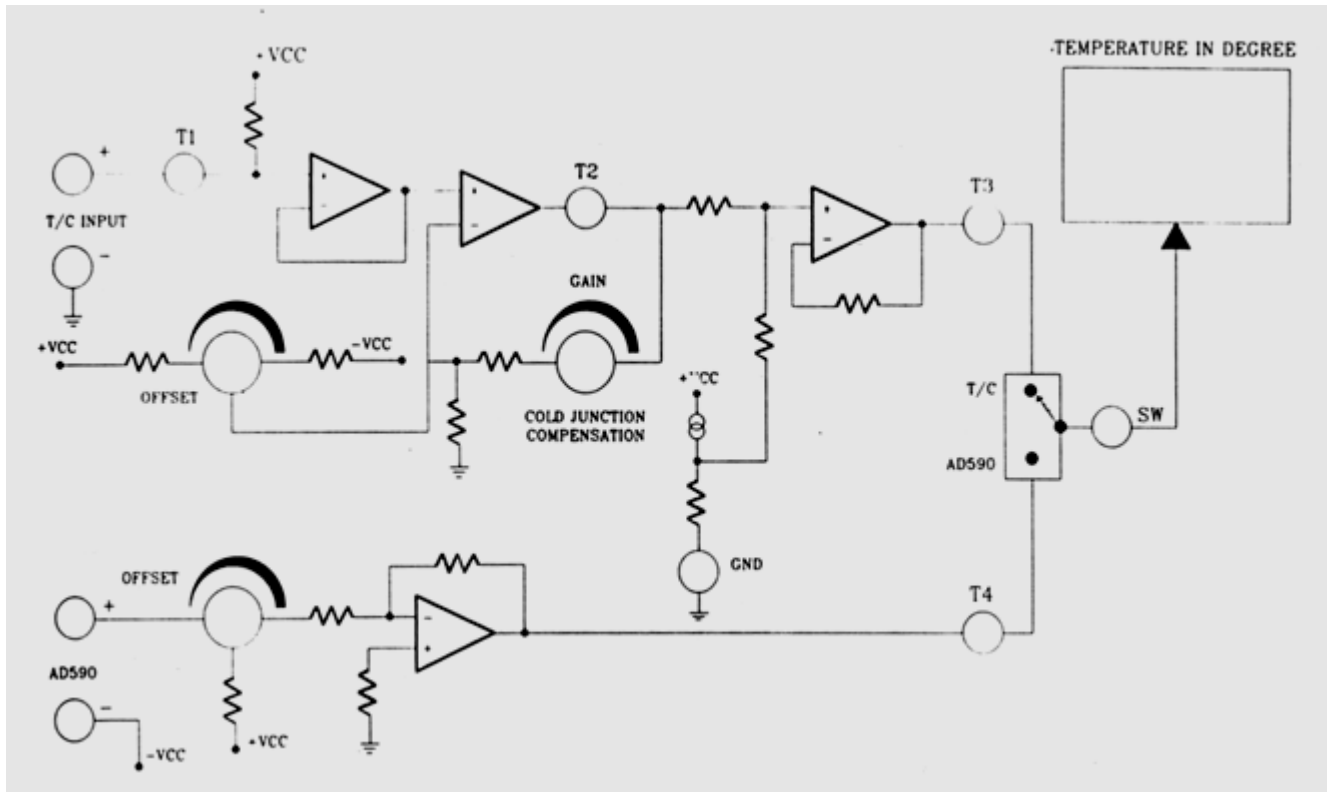 +VCC
·TEMPERATURE IN DEGREE
T1
+
T2
T3
T/C INPUT
-
+
-
+
-
+
-
GAIN
+VCC
-VCC
OFFSET
COLD JUNCTION
COMPENSATION
+VCC
T/C
SW
AD590
OFFSET
GND
+
-
+
T4
AD590
-
-VCC
+VCC